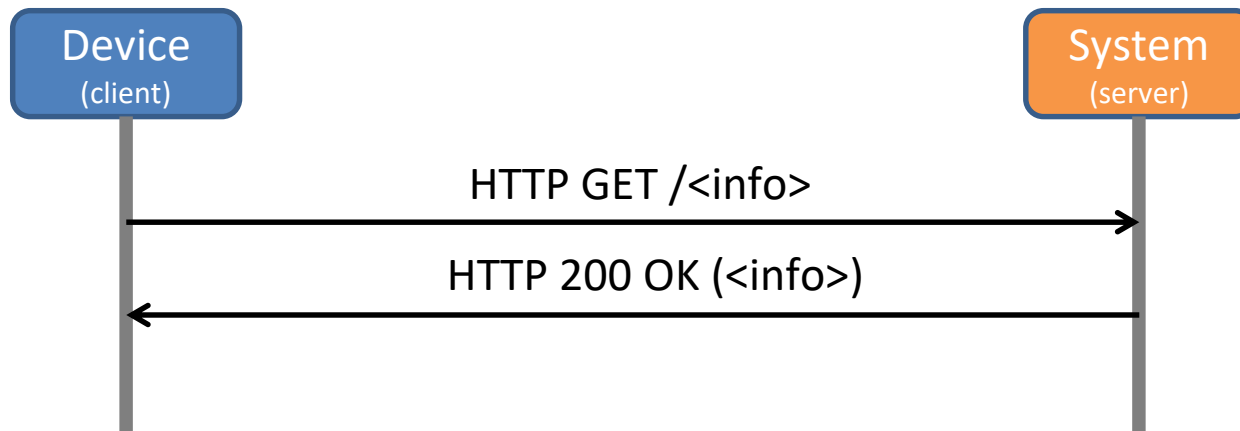 Device
(client)
System
(server)
HTTP GET /<info>
HTTP 200 OK (<info>)